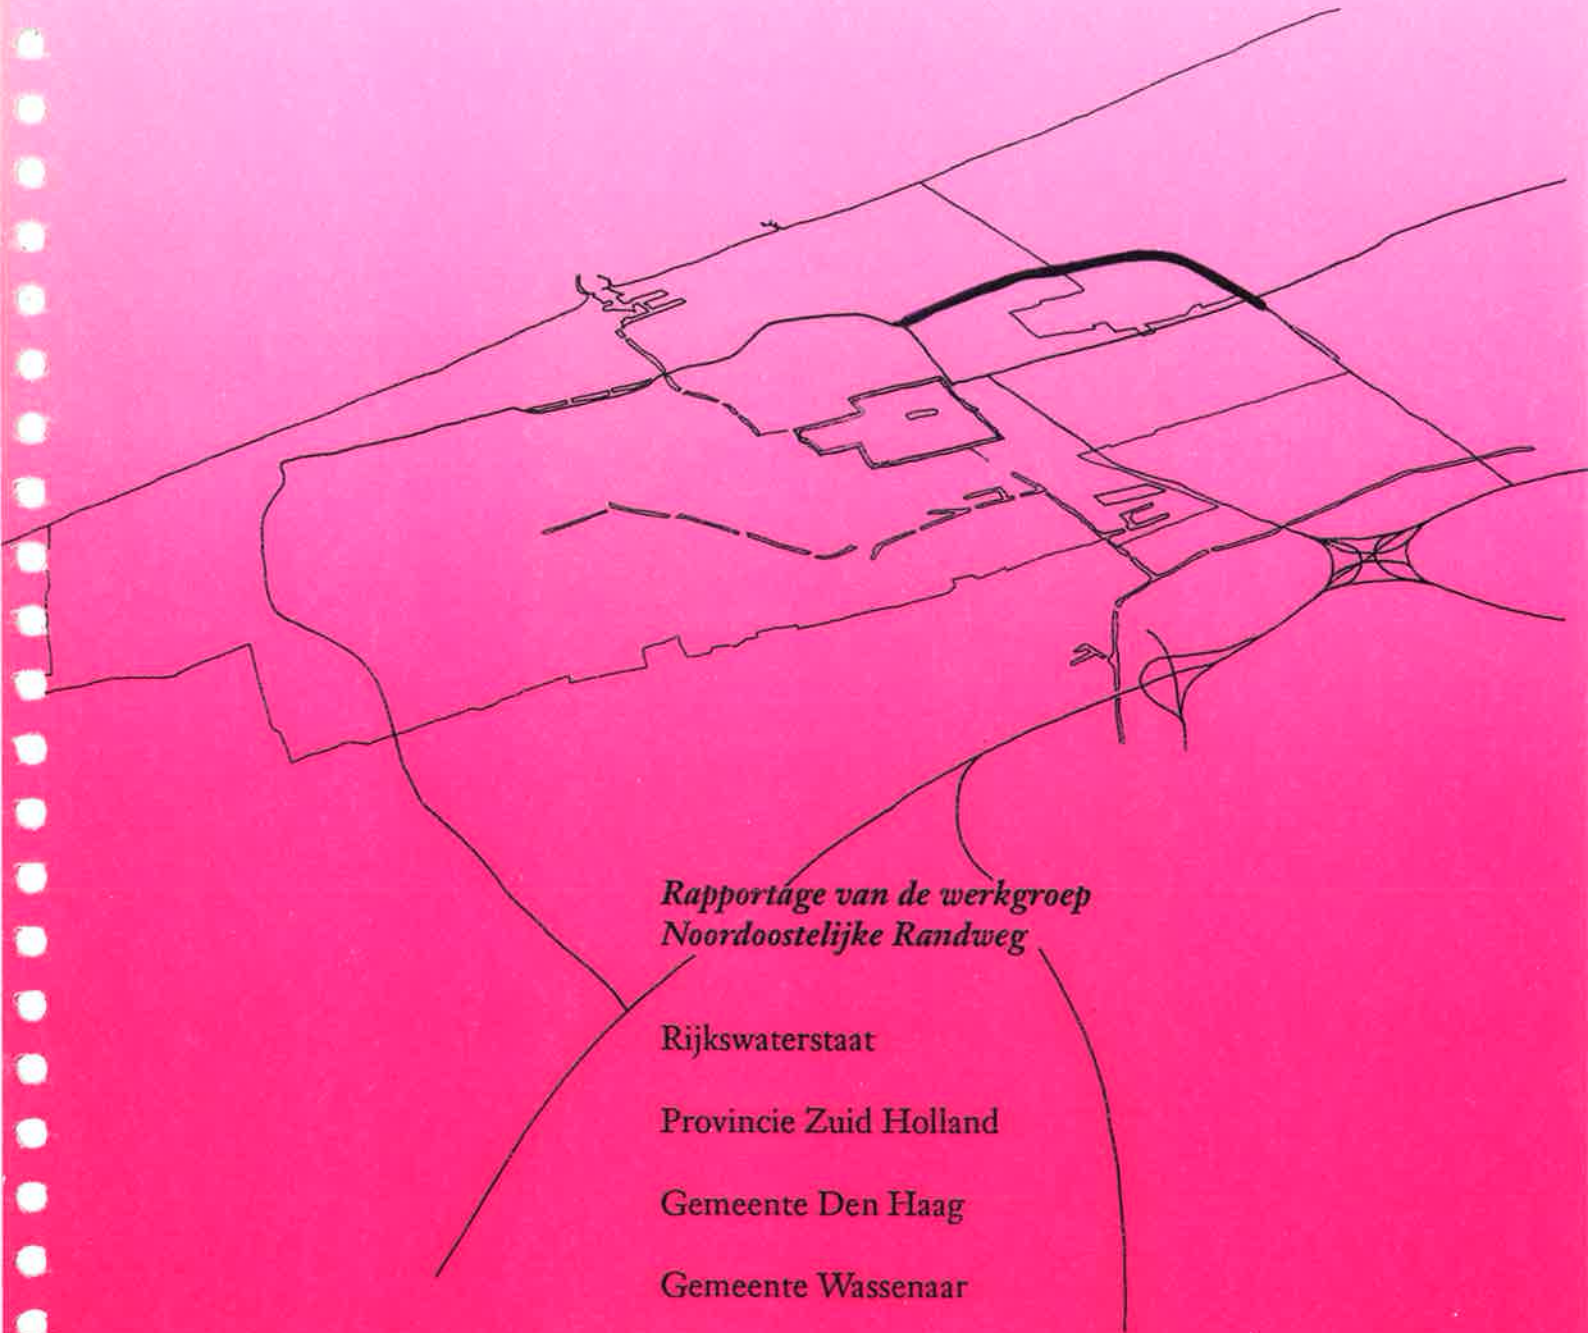 Rapportage van de werkgroep
Noordoostelijke Randweg
Rijkswaterstaat
Provincie Zuid Holland
Gemeente Den Haag
Gemeente Wassenaar